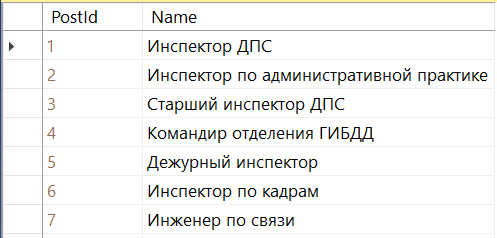 PostId Name
1 Инспектор ДПС
2 Инспектор по административной практике
3 Старший инспектор ДПС
4 Командир отделения ГИБДД
5 Дежурный инспектор
6 Инспектор по кадрам
7 Инженер по связи